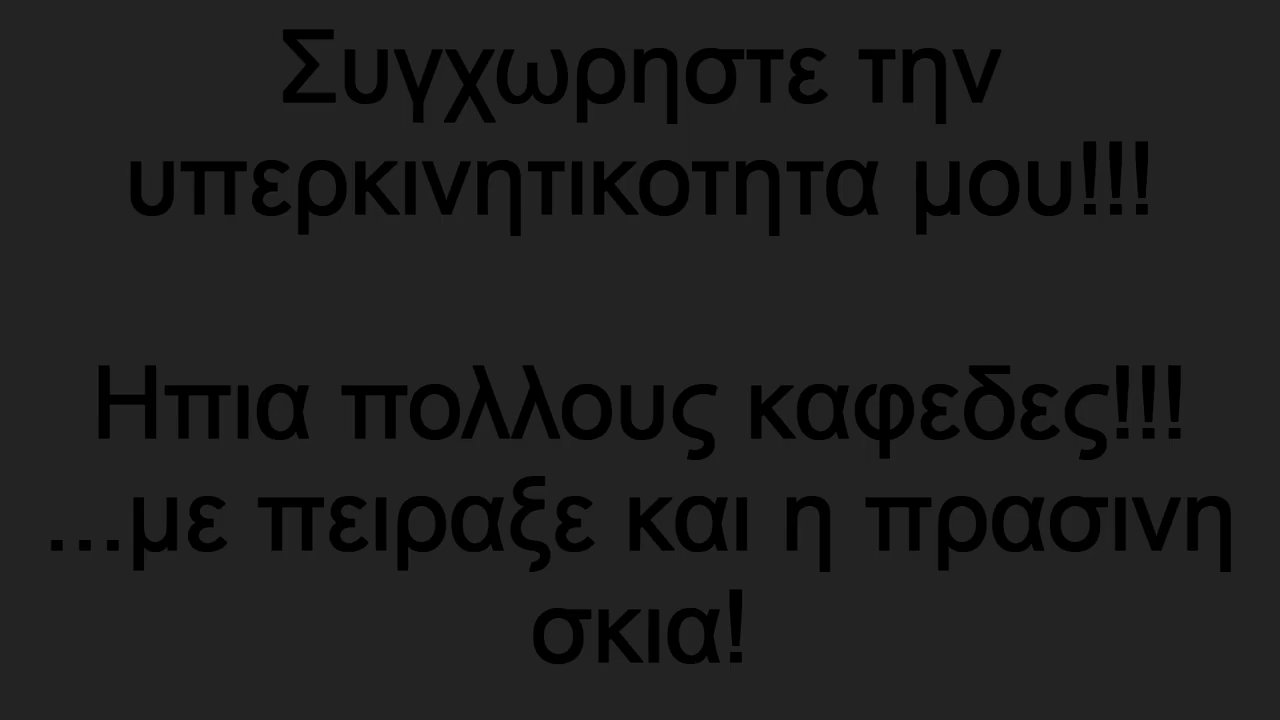 Συγχωρηστε την
υπερκινητικοτητα μου!!!
Ηπια πολλους καφεδες!!!
...με πειραξε και η πρασινη
σκια!